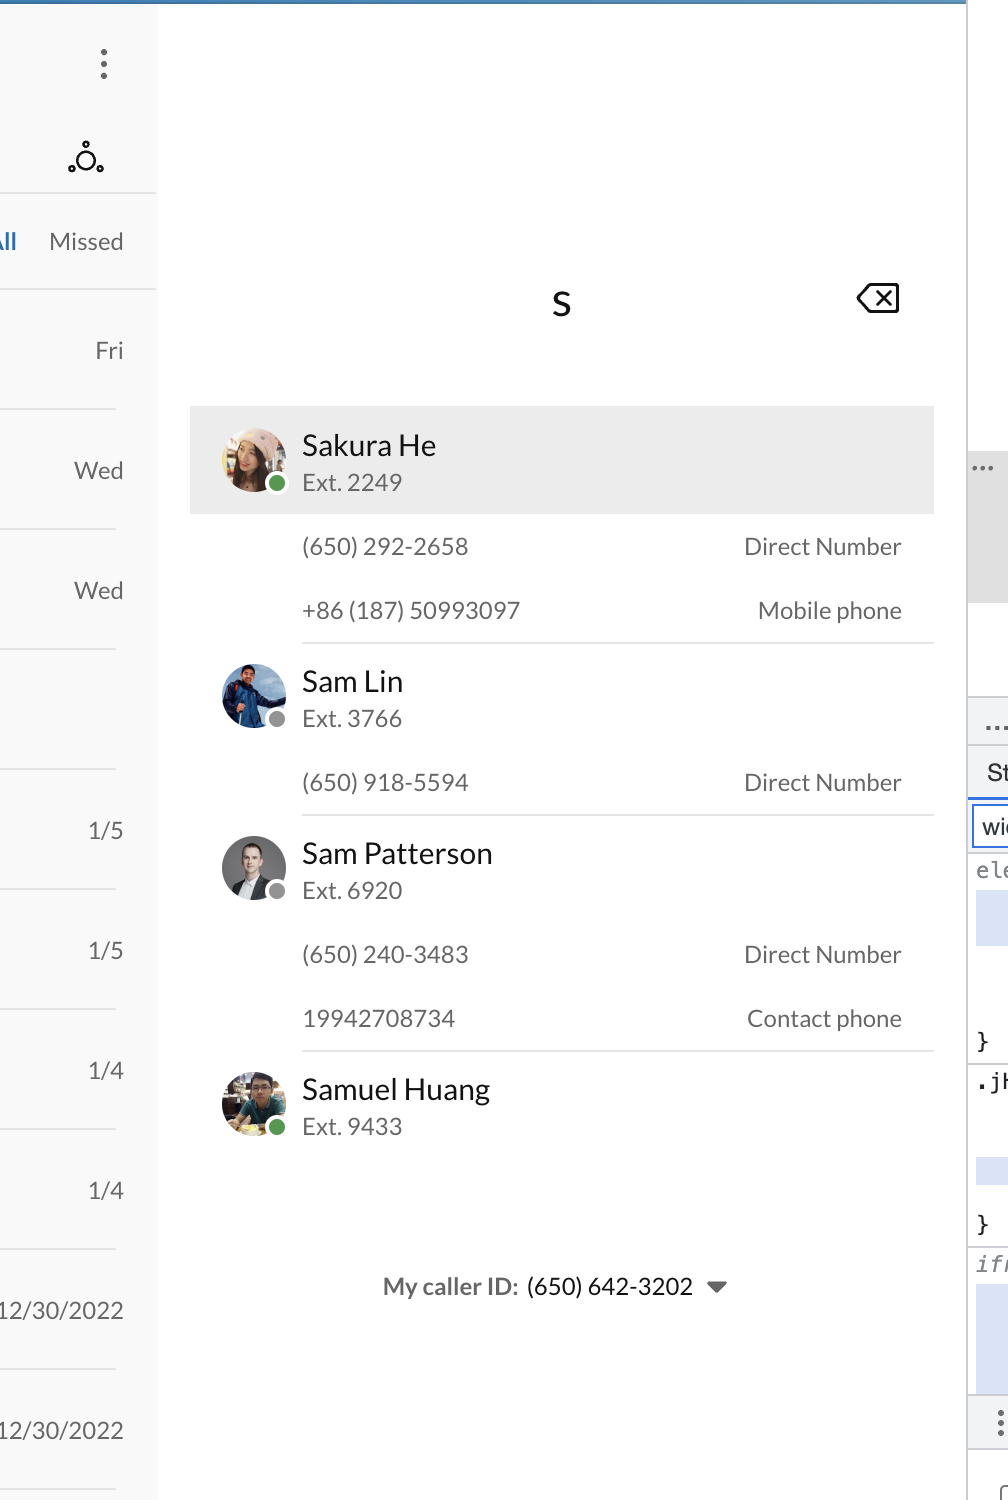 All Missed
Fri
Wed
Wed
1/5
1/5
1/4
1/4
12/30/2022
12/30/2022
S
Sakura He
Ext. 2249
(650) 292-2658 Direct Number
+86 (187) 50993097 Mobile phone
Sam Lin
Ext. 3766
(650) 918-5594 Direct Number
Sam Patterson
Ext. 6920
(650) 240-3483 Direct Number
19942708734 Contact phone
Samuel Huang
Ext. 9433
My caller ID: (650) 642-3202
...
...
St
wi
ele
}
.jH
}
ifr